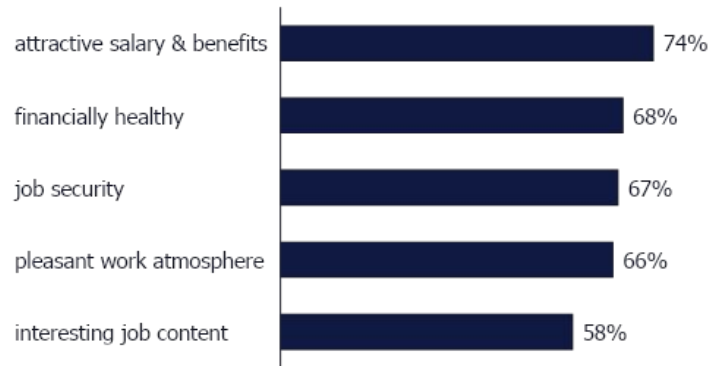 attractive salary & benefits 74%
financially healthy 68%
job security 67%
pleasant work atmosphere 66%
interesting job content 58%